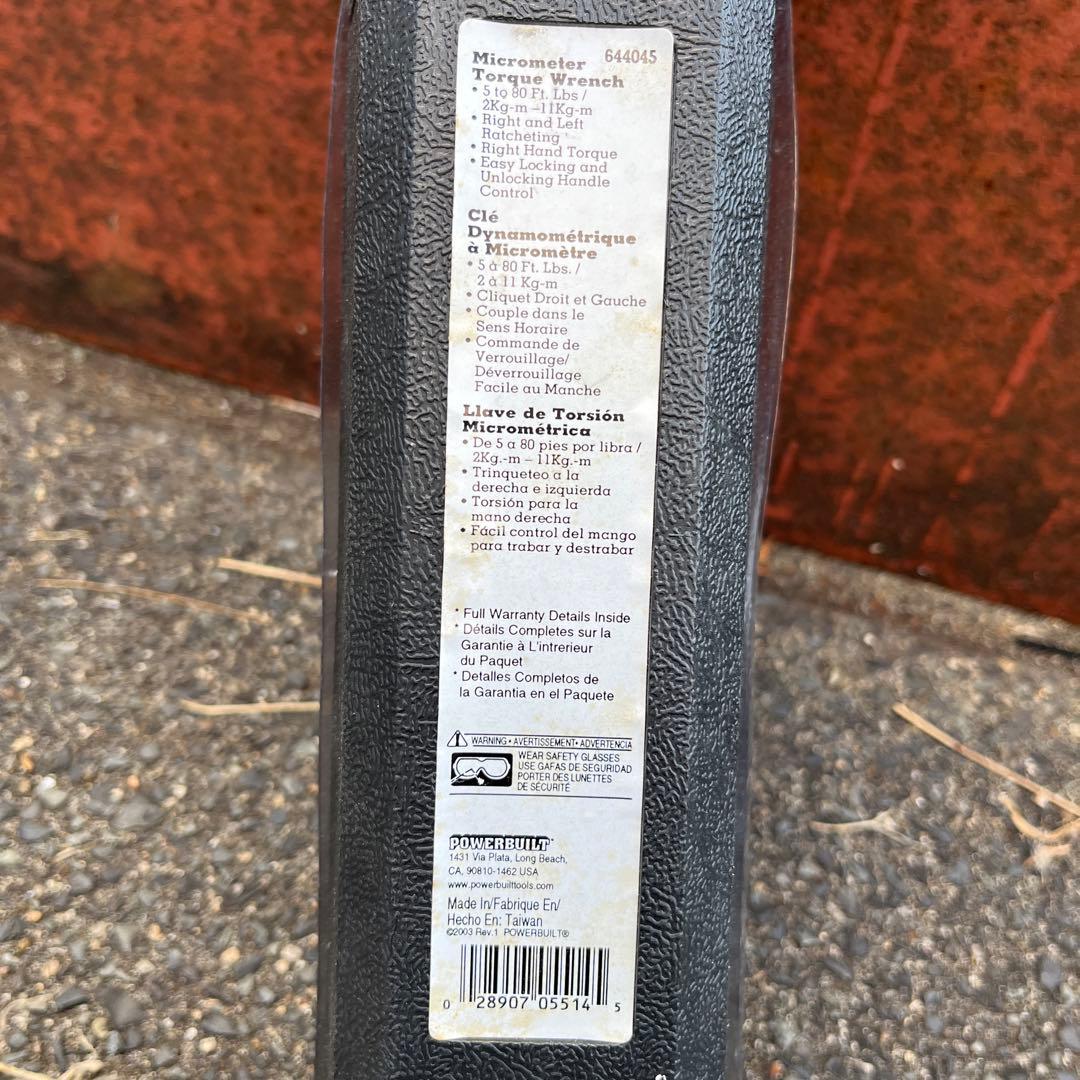 Micrometer 644045
Torque Wrench
• 5 to 80 Ft. Lbs /
2Kg-m –11Kg-m
• Right and Left
Ratcheting
• Right Hand Torque
• Easy Locking and
Unlocking Handle
Control
Clé
Dynamométrique
à Micromètre
• 5 à 80 Ft. Lbs. /
2 à 11 Kg-m
• Cliquet Droit et Gauche
• Couple dans le
Sens Horaire
• Commande de
Verrouillage/
Déverrouillage
Facile au Manche
Llave de Torsión
Micrométrica
• De 5 a 80 pies por libra /
2Kg.-m – 11Kg.-m
• Trinqueteo a la
derecha e izquierda
• Torsión para la
mano derecha
• Fácil control del mango
para trabar y destrabar
* Full Warranty Details Inside
* Détails Completes sur la
Garantie à L'intrerieur
du Paquet
* Detalles Completos de
la Garantia en el Paquete
WARNING • AVERTISSEMENT • ADVERTENCIA
WEAR SAFETY GLASSES
USE GAFAS DE SEGURIDAD
PORTER DES LUNETTES
DE SÉCURITÉ
POWERBUILT™
1431 Via Plata, Long Beach,
CA, 90810-1462 USA
www.powerbuilttools.com
Made In/Fabrique En/
Hecho En: Taiwan
©2003 Rev.1 POWERBUILT®
0 28907 05514 5